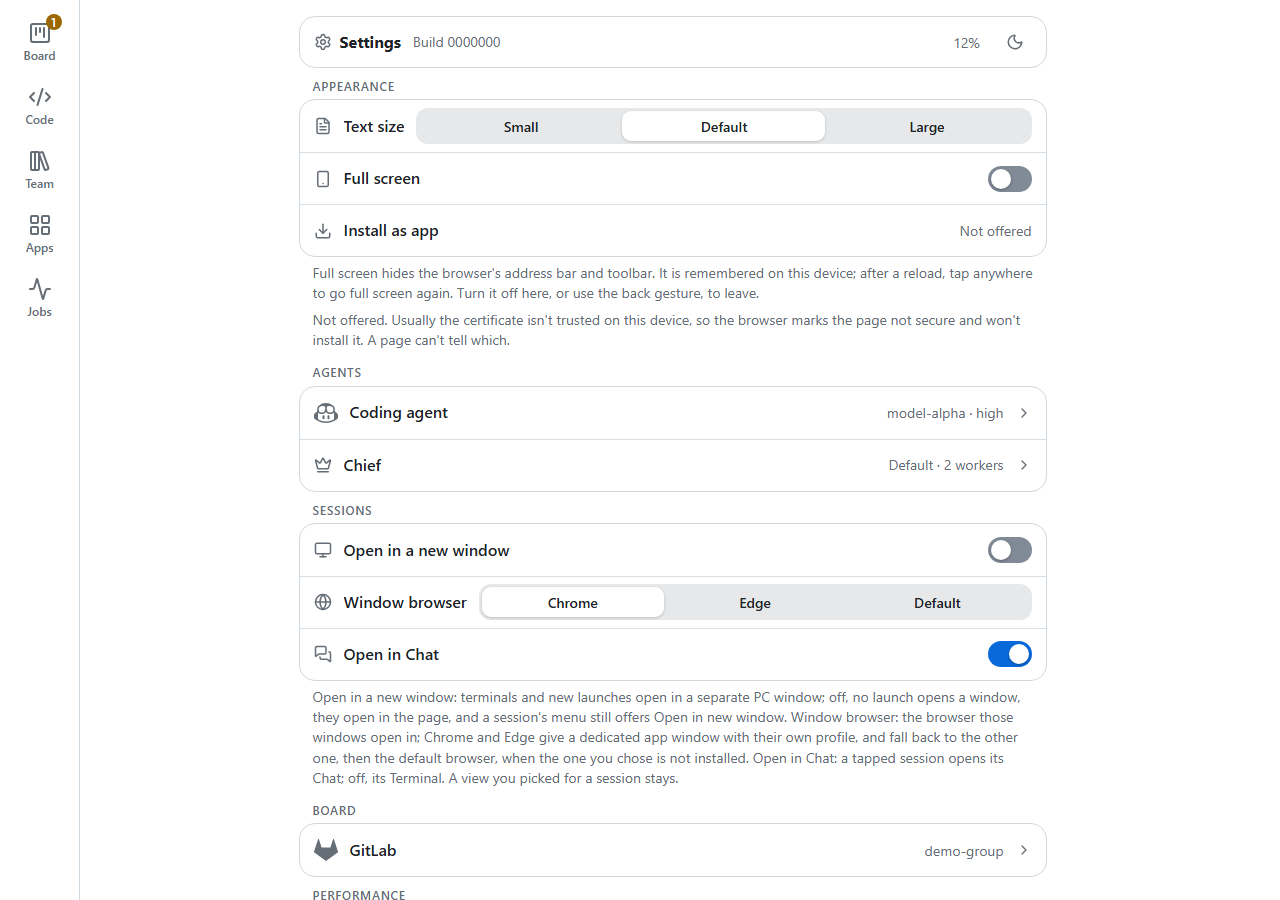 1
Board
Code
Team
Apps
Jobs
Settings Build 0000000 12%
APPEARANCE
Text size Small Default Large
Full screen
Install as app Not offered
Full screen hides the browser's address bar and toolbar. It is remembered on this device; after a reload, tap anywhere
to go full screen again. Turn it off here, or use the back gesture, to leave.
Not offered. Usually the certificate isn't trusted on this device, so the browser marks the page not secure and won't
install it. A page can't tell which.
AGENTS
Coding agent model-alpha · high
Chief Default · 2 workers
SESSIONS
Open in a new window
Window browser Chrome Edge Default
Open in Chat
Open in a new window: terminals and new launches open in a separate PC window; off, no launch opens a window,
they open in the page, and a session's menu still offers Open in new window. Window browser: the browser those
windows open in; Chrome and Edge give a dedicated app window with their own profile, and fall back to the other
one, then the default browser, when the one you chose is not installed. Open in Chat: a tapped session opens its
Chat; off, its Terminal. A view you picked for a session stays.
BOARD
GitLab demo-group
PERFORMANCE